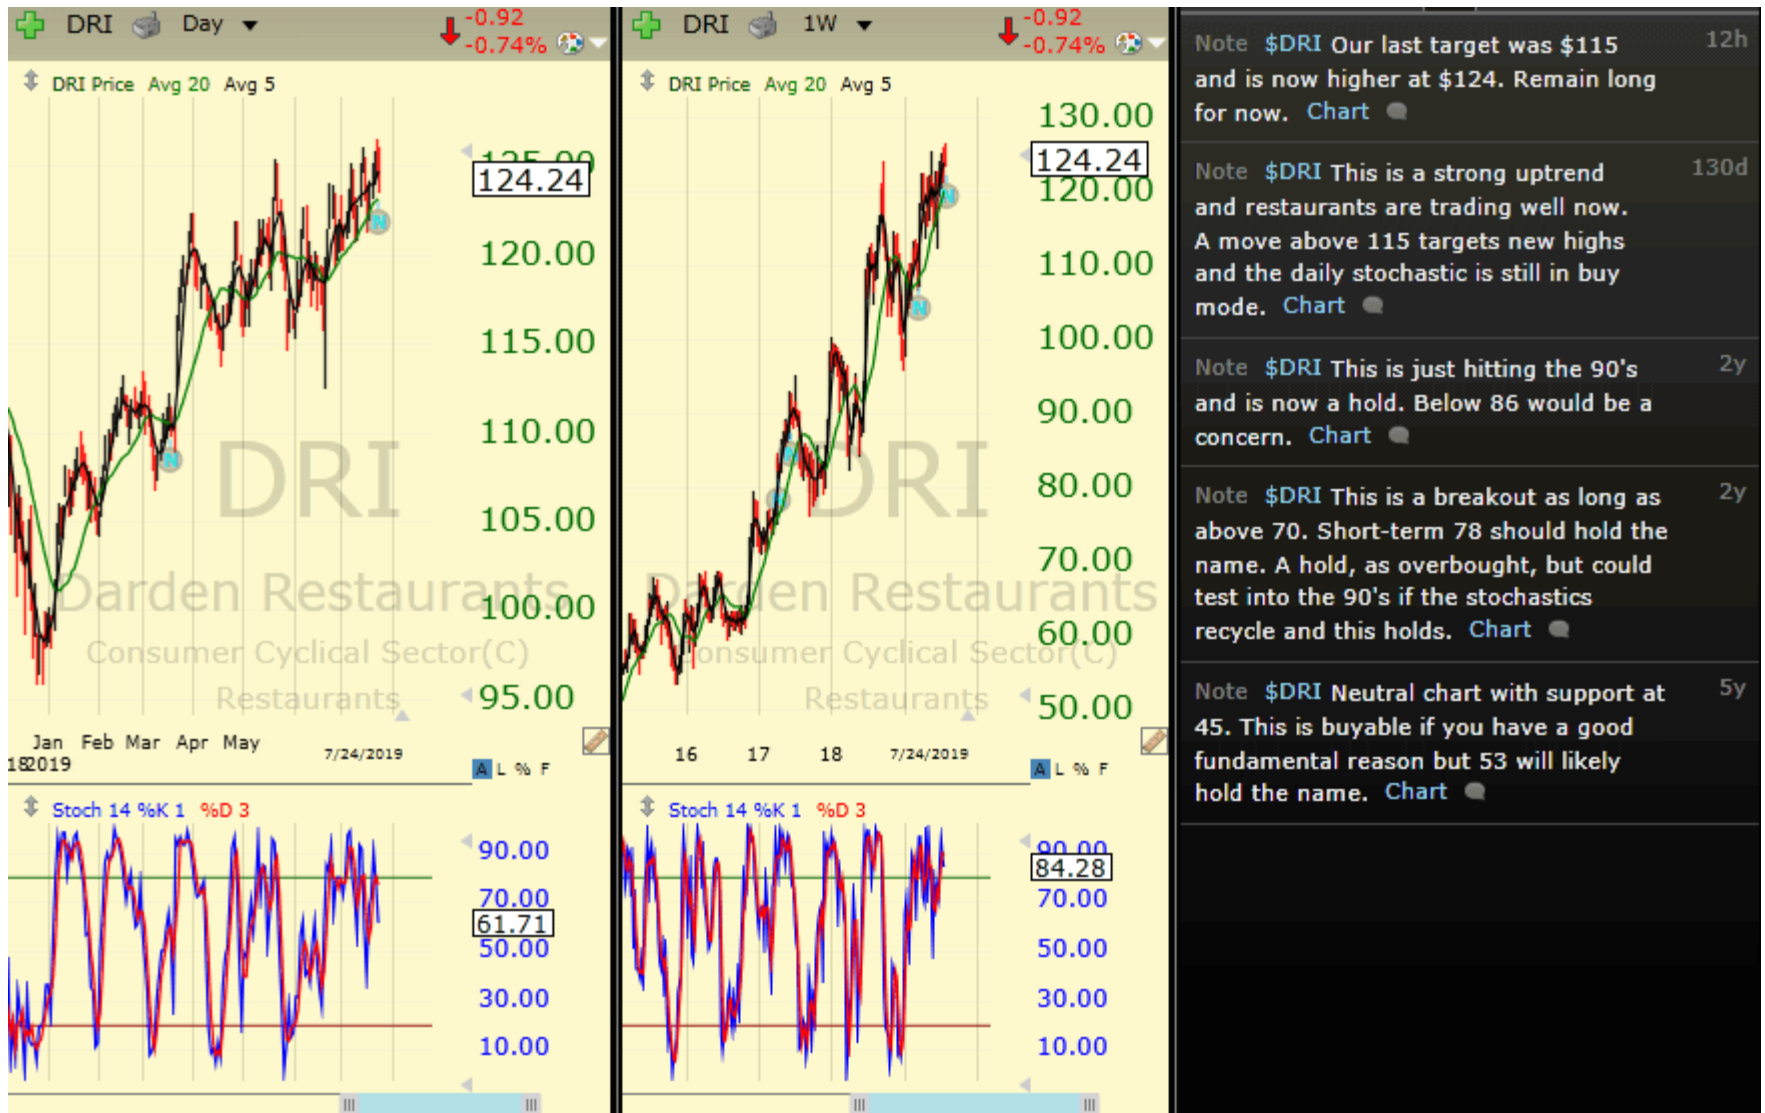 DRI Day -0.92
-0.74%
DRI Price Avg 20 Avg 5
125.00
124.24
120.00
115.00
110.00
105.00
100.00
95.00
N
N
DRI
Darden Restaurants
Consumer Cyclical Sector(C)
Restaurants
Jan Feb Mar Apr May 7/24/2019
182019
A L % F
Stoch 14 %K 1 %D 3
90.00
70.00
61.71
50.00
30.00
10.00
DRI 1W -0.92
-0.74%
DRI Price Avg 20 Avg 5
130.00
124.24
120.00
110.00
100.00
90.00
80.00
70.00
60.00
50.00
N
N
N
DRI
Darden Restaurants
Consumer Cyclical Sector(C)
Restaurants
16 17 18 7/24/2019
A L % F
Stoch 14 %K 1 %D 3
90.00
84.28
70.00
50.00
30.00
10.00
Note $DRI Our last target was $115 12h
and is now higher at $124. Remain long
for now. Chart
Note $DRI This is a strong uptrend 130d
and restaurants are trading well now.
A move above 115 targets new highs
and the daily stochastic is still in buy
mode. Chart
Note $DRI This is just hitting the 90's 2y
and is now a hold. Below 86 would be a
concern. Chart
Note $DRI This is a breakout as long as 2y
above 70. Short-term 78 should hold the
name. A hold, as overbought, but could
test into the 90's if the stochastics
recycle and this holds. Chart
Note $DRI Neutral chart with support at 5y
45. This is buyable if you have a good
fundamental reason but 53 will likely
hold the name. Chart